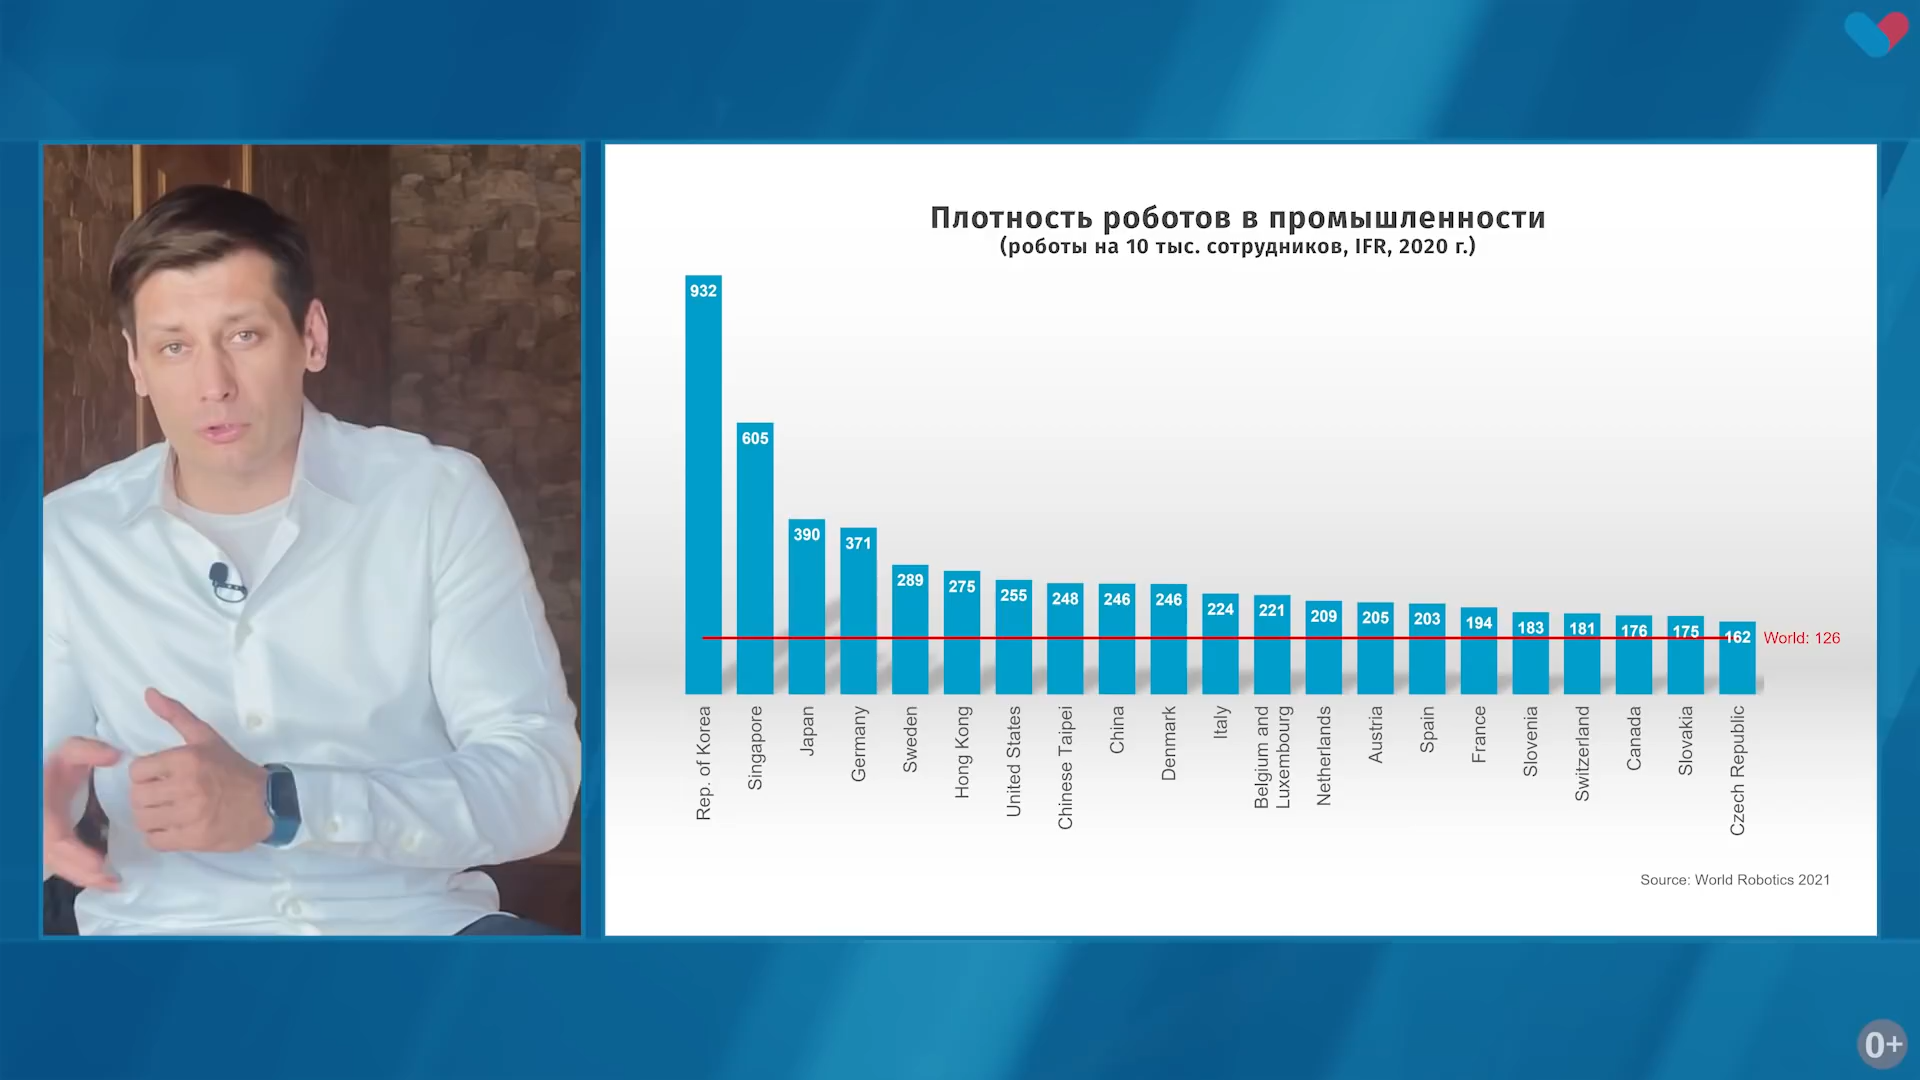 Плотность роботов в промышленности
(роботы на 10 тыс. сотрудников, IFR, 2020 г.)
932
605
390
371
289
275
255
248
246
246
224
221
209
205
203
194
183
181
176
175
162
World: 126
Rep. of Korea
Singapore
Japan
Germany
Sweden
Hong Kong
United States
Chinese Taipei
China
Denmark
Italy
Belgium and
Luxembourg
Netherlands
Austria
Spain
France
Slovenia
Switzerland
Canada
Slovakia
Czech Republic
Source: World Robotics 2021
0+